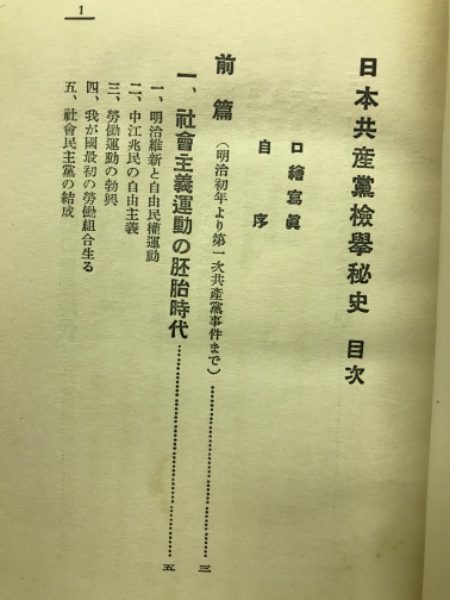 日本共産黨檢擧秘史 目次
口繪寫眞
自序
前篇（明治初年より第一次共産黨事件まで）……三
一、社會主義運動の胚胎時代……五
一、明治維新と自由民權運動
二、中江兆民の自由主義
三、勞働運動の勃興
四、我が國最初の勞働組合生る
五、社會民主黨の結成
1